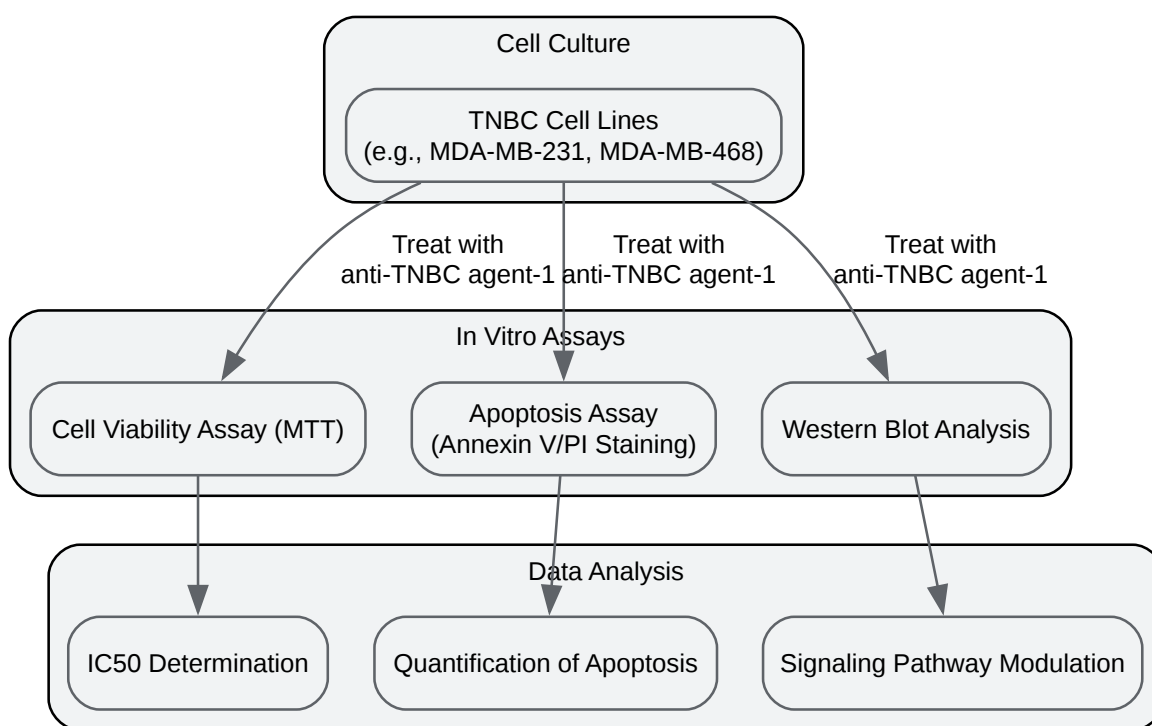 Cell Culture
TNBC Cell Lines
(e.g., MDA-MB-231, MDA-MB-468)
Treat with
anti-TNBC agent-1
Treat with
anti-TNBC agent-1
Treat with
anti-TNBC agent-1
In Vitro Assays
Cell Viability Assay (MTT)
Apoptosis Assay
(Annexin V/PI Staining)
Western Blot Analysis
Data Analysis
IC50 Determination
Quantification of Apoptosis
Signaling Pathway Modulation